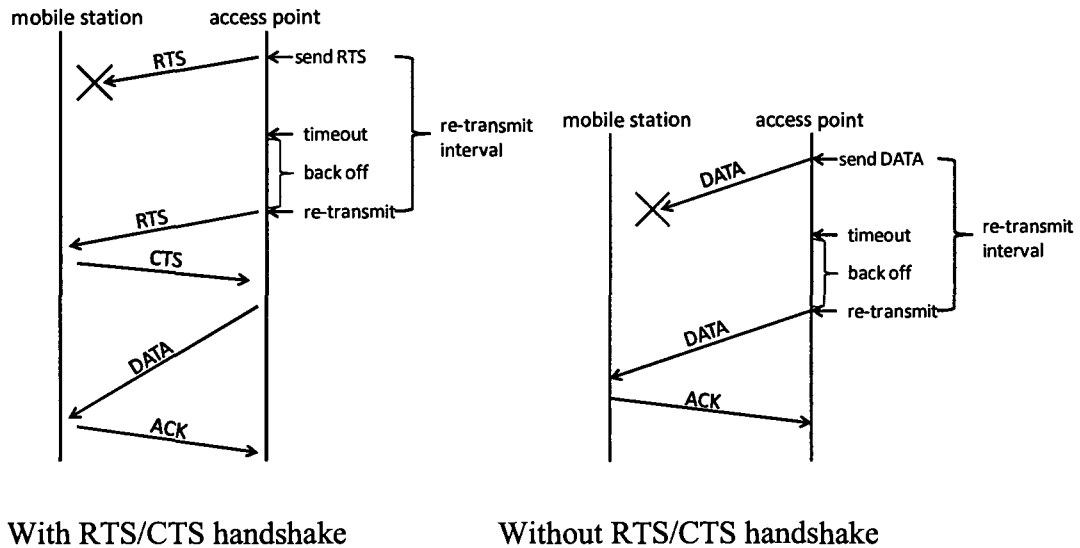 mobile station
access point
RTS
send RTS
timeout
back off
re-transmit
re-transmit
interval
RTS
CTS
DATA
ACK
With RTS/CTS handshake
mobile station
access point
DATA
send DATA
timeout
back off
re-transmit
re-transmit
interval
DATA
ACK
Without RTS/CTS handshake